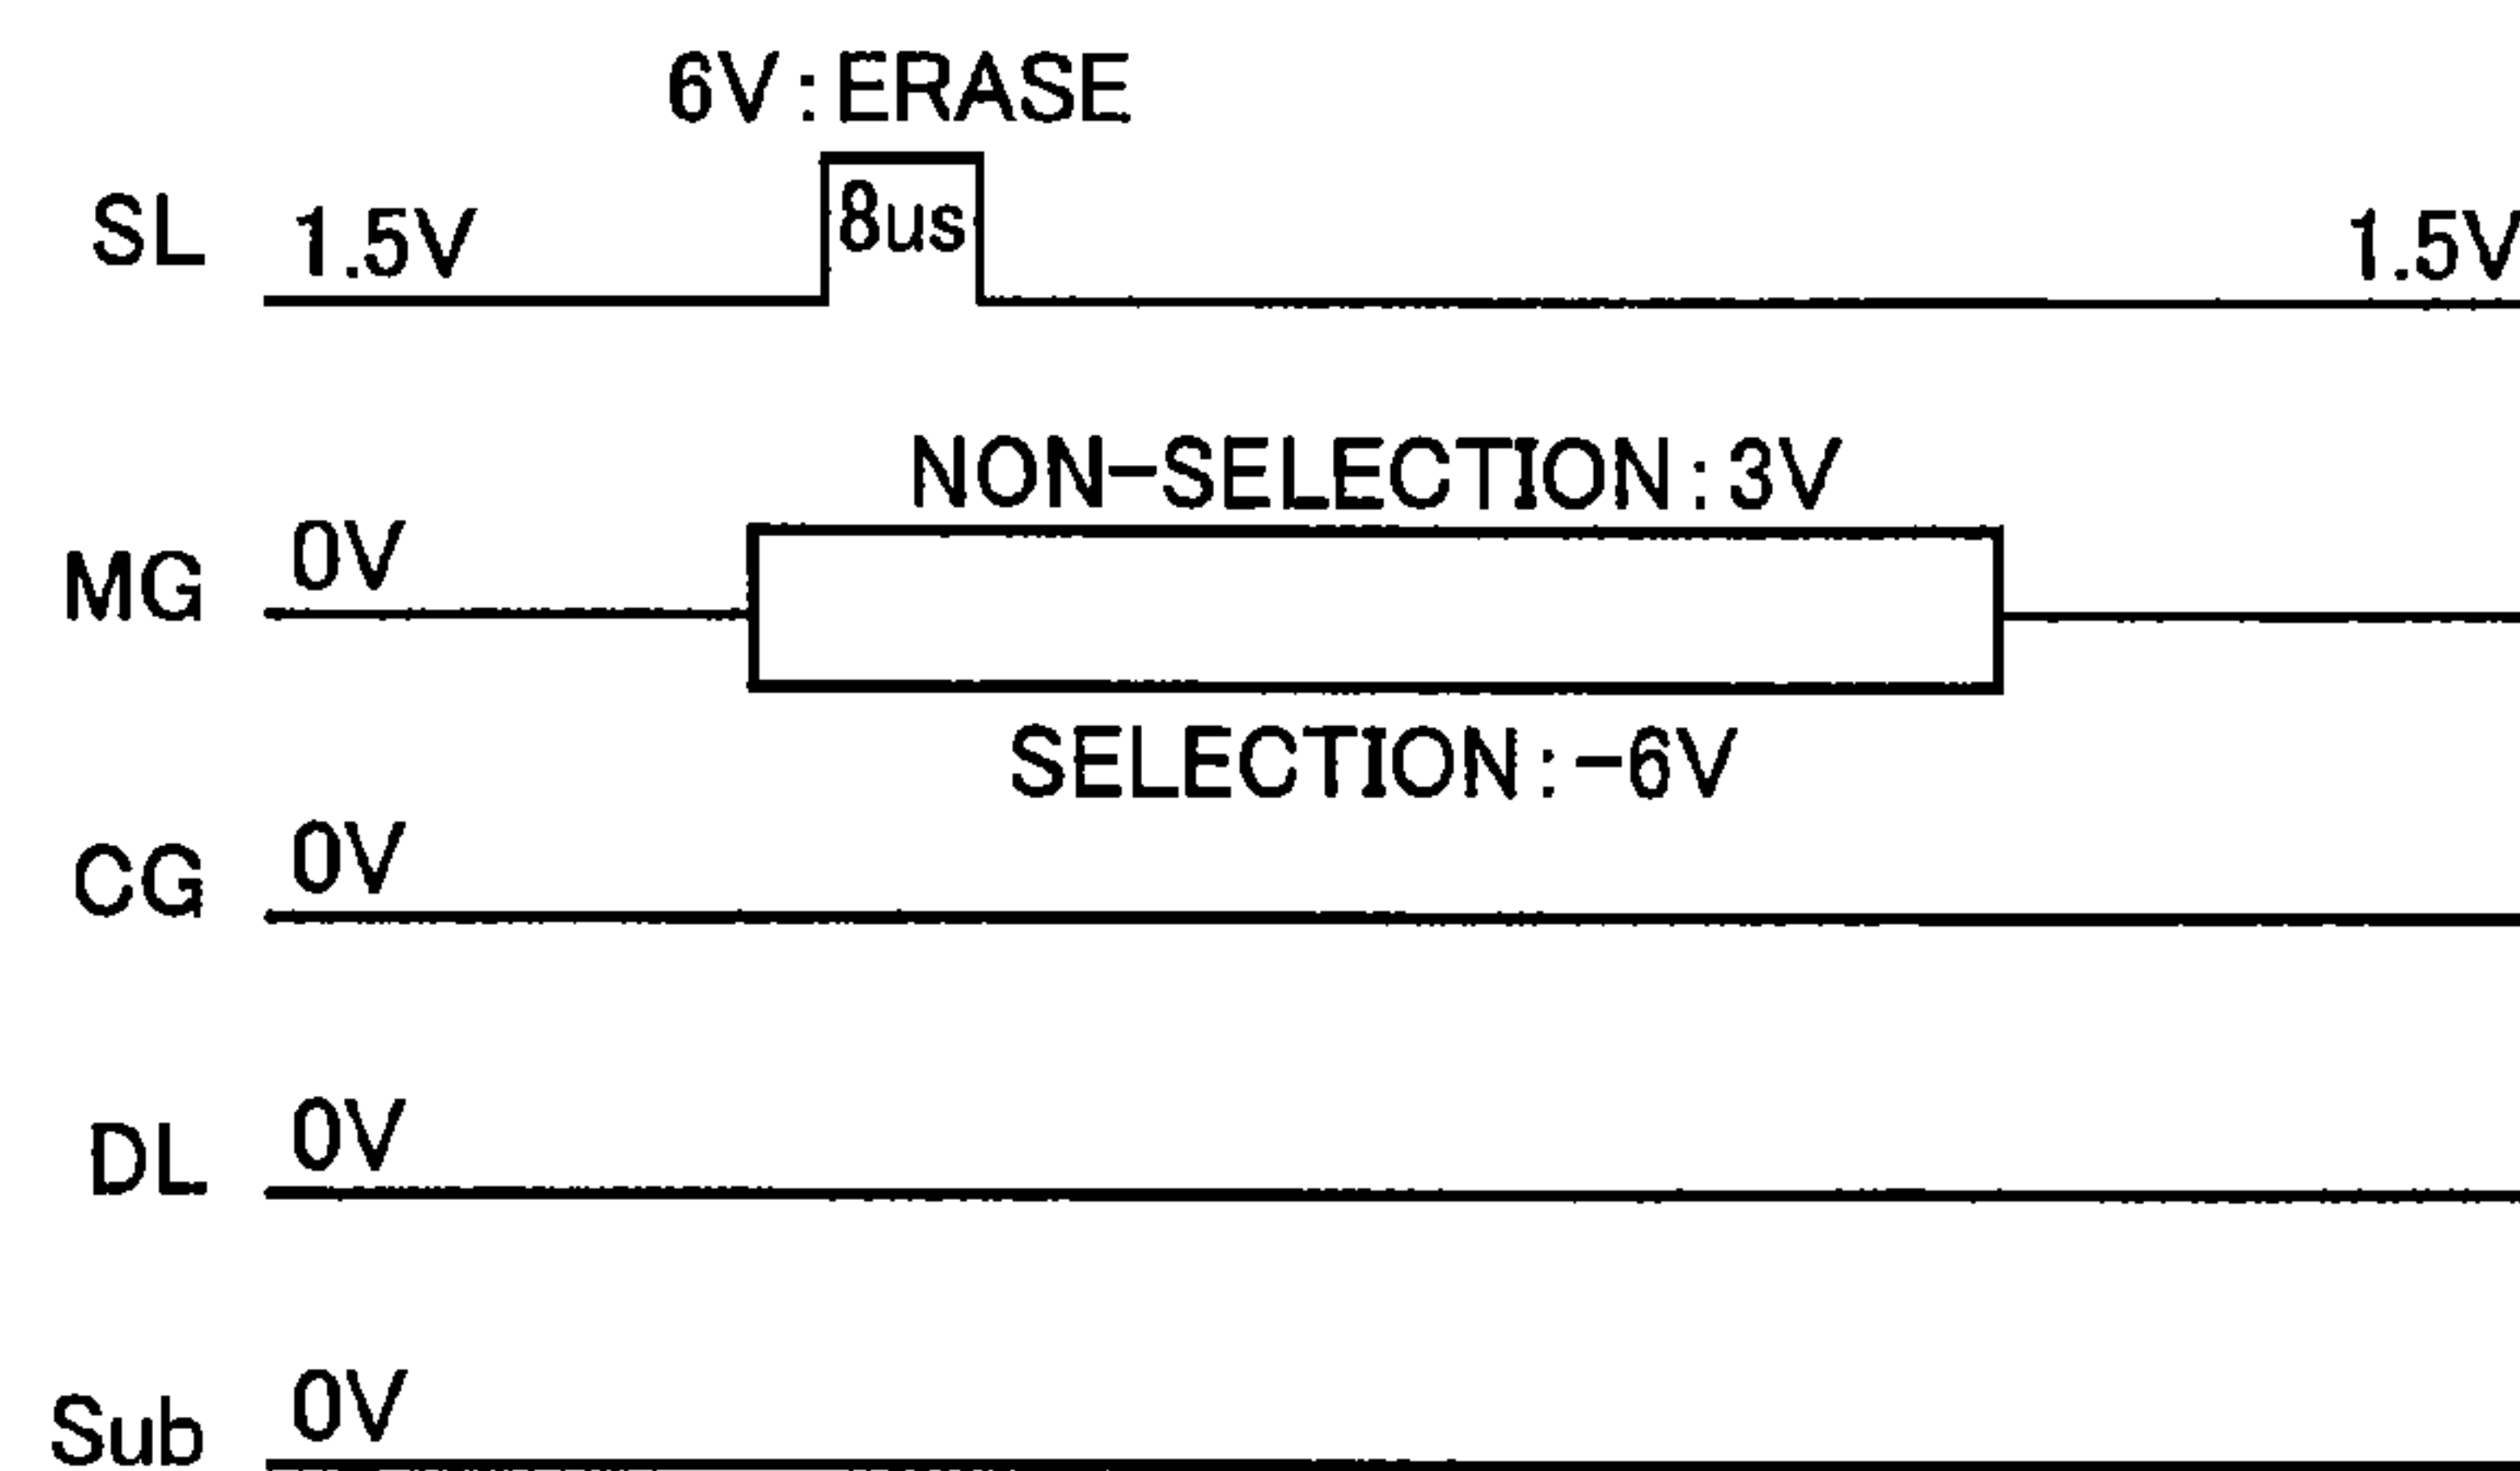 6V:ERASE
SL 1.5V 8us 1.5V
NON-SELECTION:3V
MG 0V
SELECTION:-6V
CG 0V
DL 0V
Sub 0V